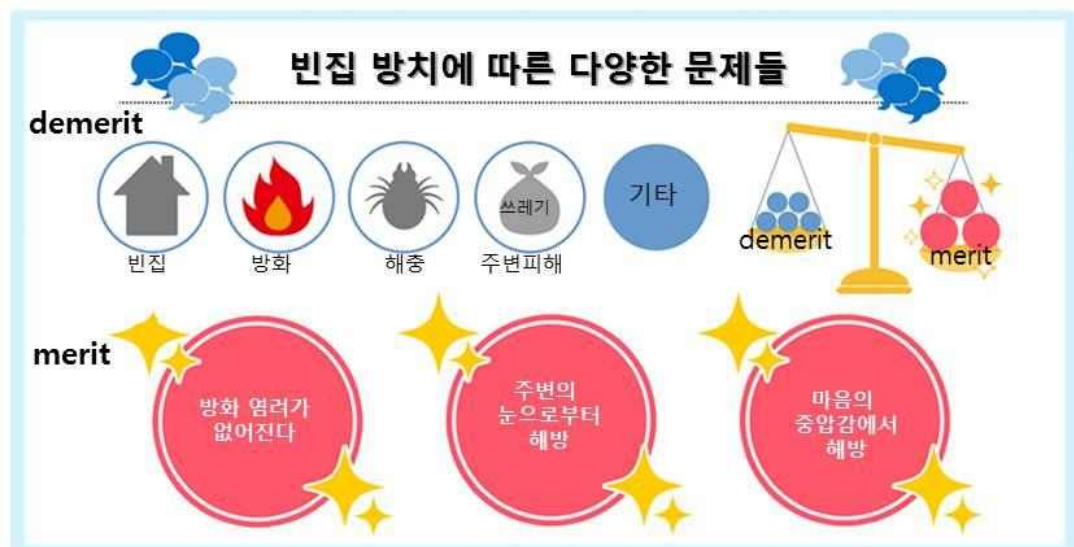 빈집 방치에 따른 다양한 문제들
demerit
쓰레기
기타
빈집
방화
해충
주변피해
demerit
merit
merit
방화 염려가
없어진다
주변의
눈으로부터
해방
마음의
중압감에서
해방